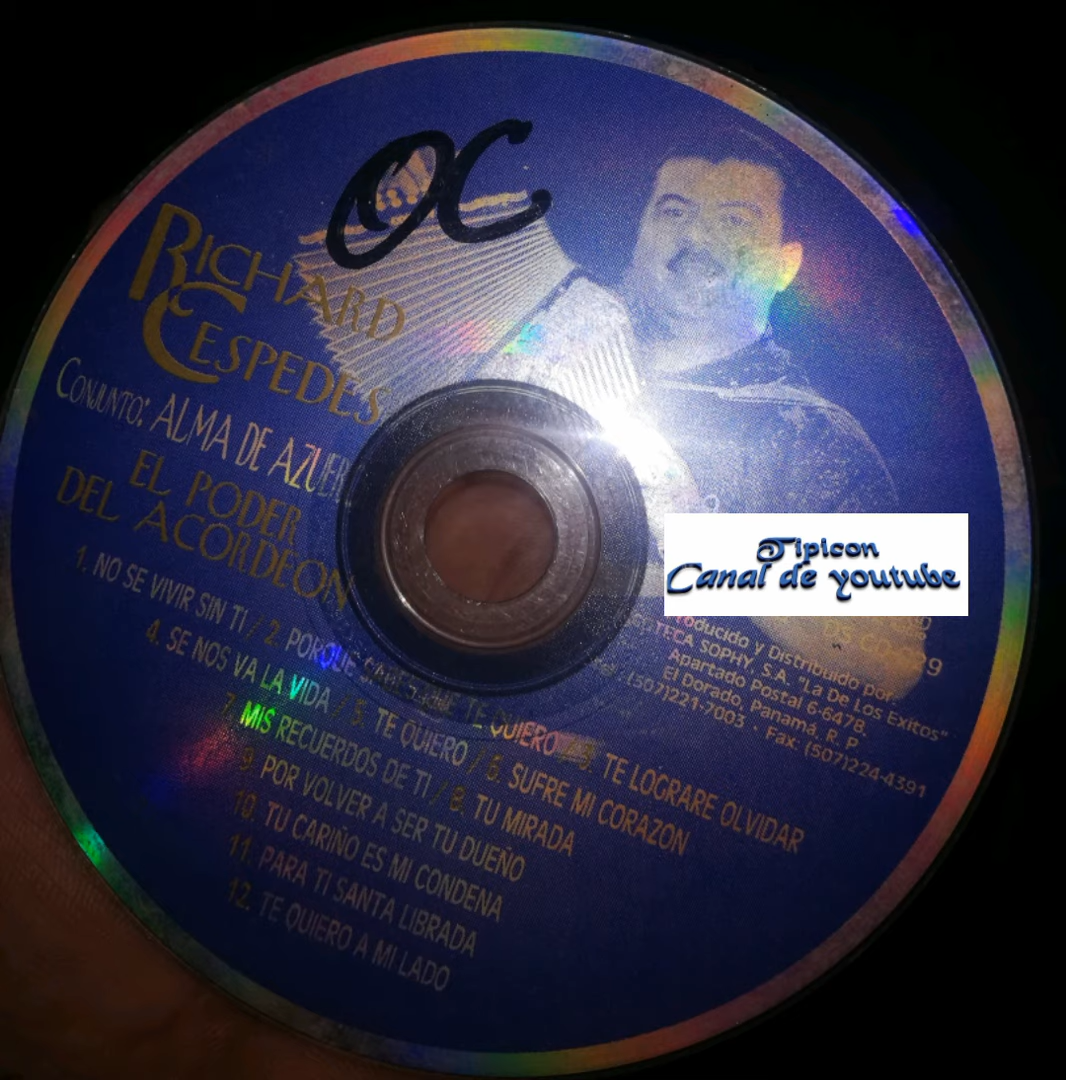 OC
RICHARD
CESPEDES
CONJUNTO: ALMA DE
EL PODER
DEL ACORDEON
1. NO SE VIVIR SIN TI / 2. PORQUE TE QUIERO / 3. TE LOGRARE OLVIDAR
4. SE NOS VA LA VIDA / 5. TE QUIERO / 6. SUFRE MI CORAZON
7. MIS RECUERDOS DE TI / 8. TU MIRADA
9. POR VOLVER A SER TU DUEÑO
10. TU CARIÑO ES MI CONDENA
11. PARA TI SANTA LIBRADA
12. TE QUIERO A MI LADO
Tipicon
Canal de youtube
y Distribuido por:
SOPHY, S.A. "La De Los Exitos"
Apartado Postal 6-6478.
El Dorado, Panamá, R. P.
(507)221-7003 • Fax: (507)224-4391